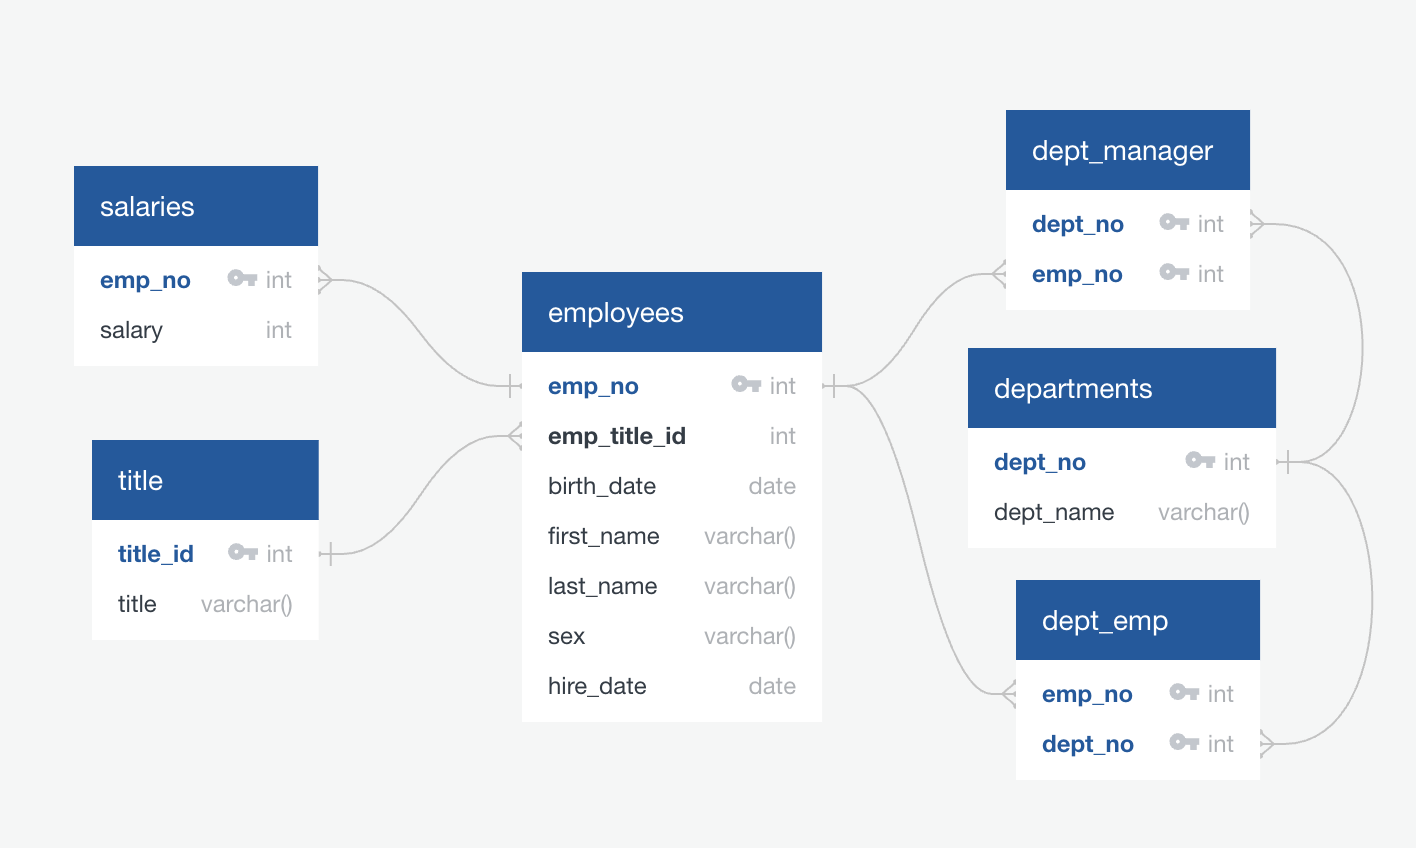 salaries
emp_no int
salary int
title
title_id int
title varchar()
employees
emp_no int
emp_title_id int
birth_date date
first_name varchar()
last_name varchar()
sex varchar()
hire_date date
dept_manager
dept_no int
emp_no int
departments
dept_no int
dept_name varchar()
dept_emp
emp_no int
dept_no int